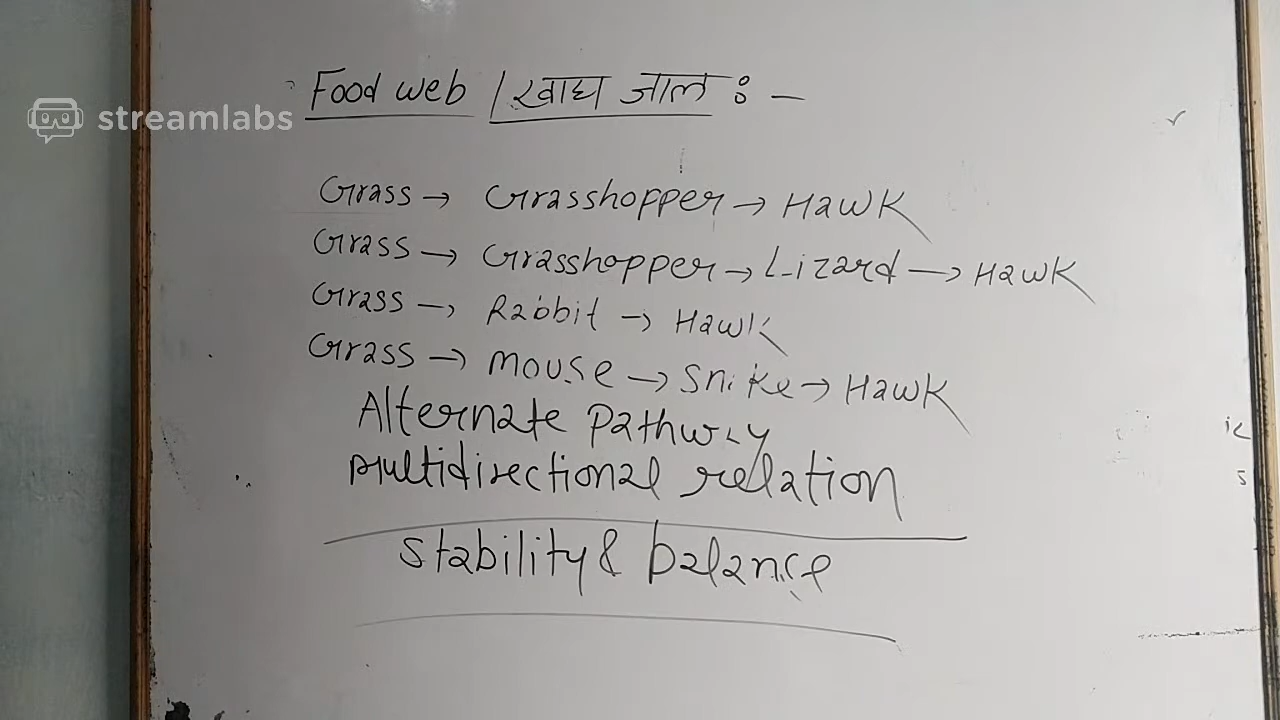 streamlabs
Food web / खाद्य जाल : —
Grass → Grasshopper → Hawk
Grass → Grasshopper → Lizard → Hawk
Grass → Rabbit → Hawk
Grass → mouse → Snike → Hawk
Alternate Pathway
Multidirectional relation
Stability & balance